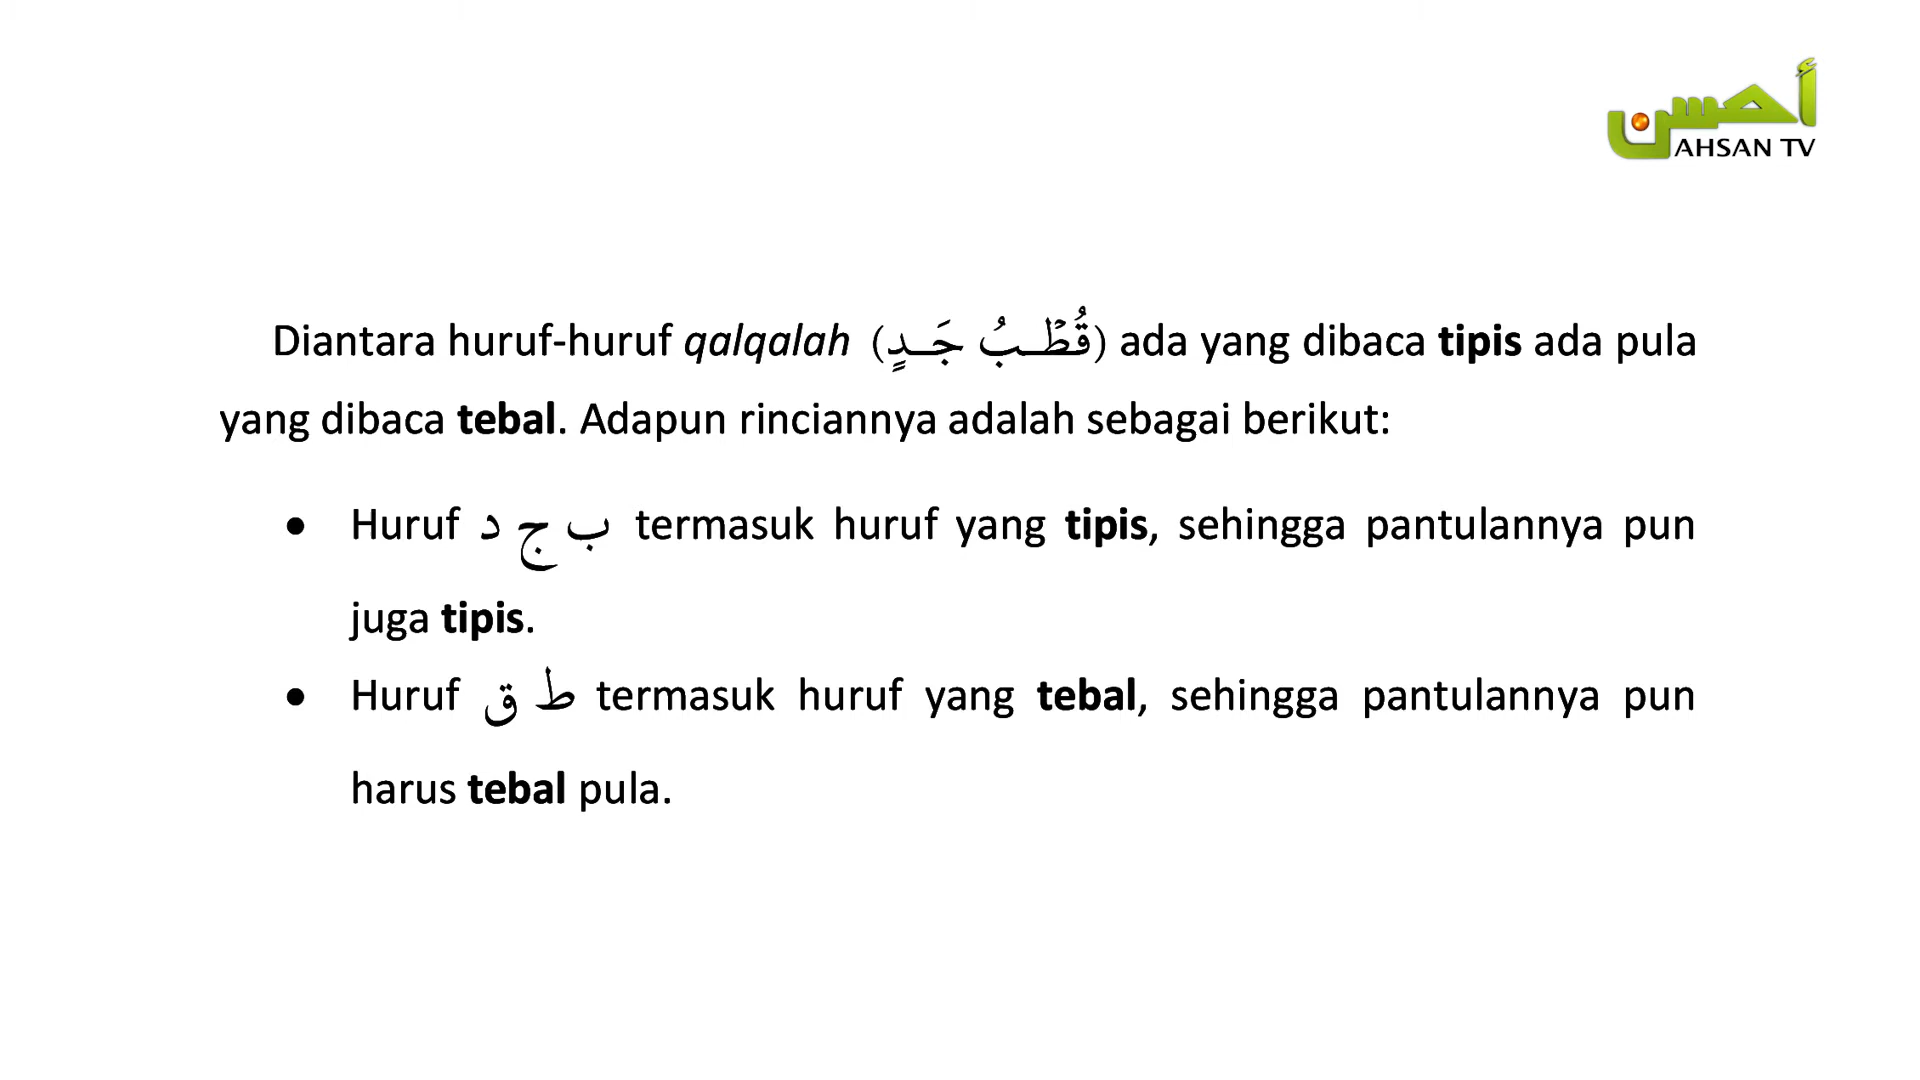 أحسن
AHSAN TV
Diantara huruf-huruf qalqalah (قُطْبُ جَدٍ) ada yang dibaca tipis ada pula
yang dibaca tebal. Adapun rinciannya adalah sebagai berikut:
• Huruf ب ج د termasuk huruf yang tipis, sehingga pantulannya pun
juga tipis.
• Huruf ط ق termasuk huruf yang tebal, sehingga pantulannya pun
harus tebal pula.